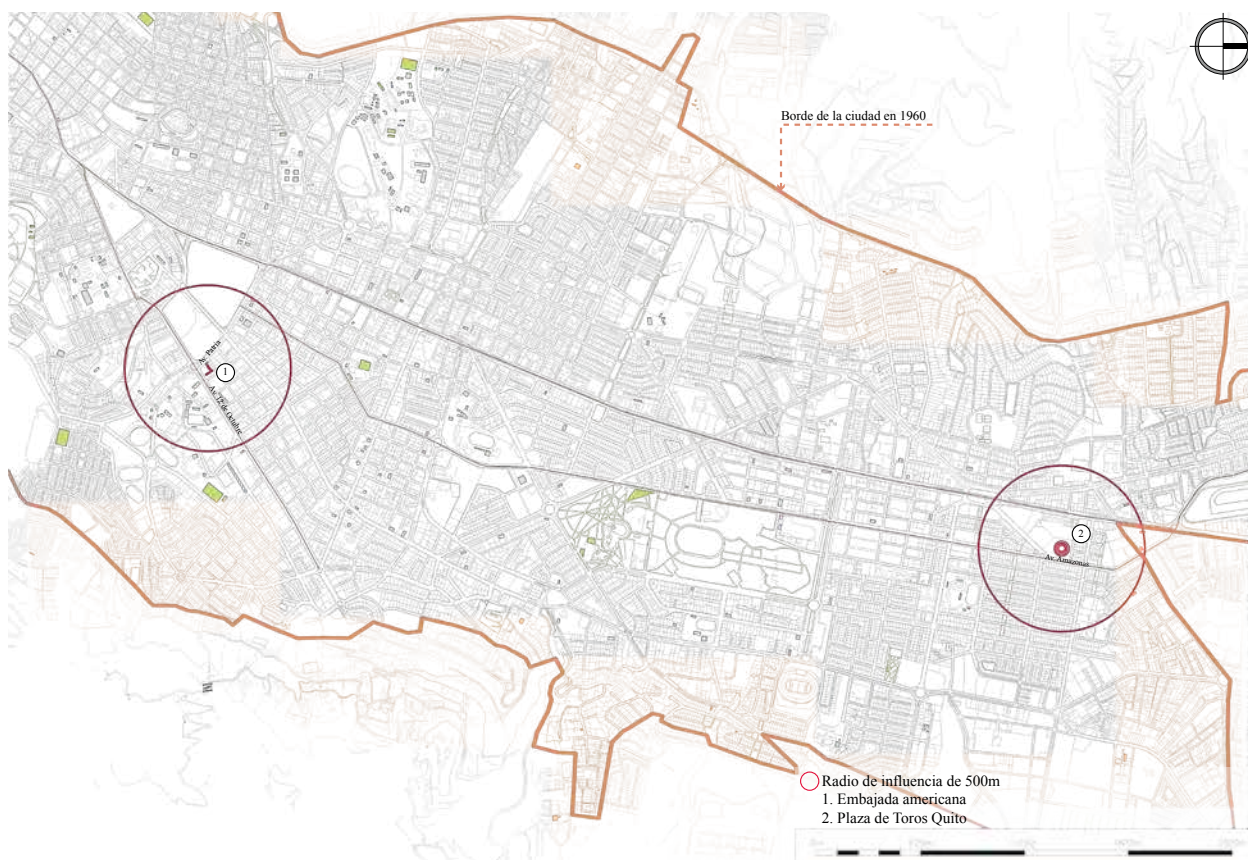 Borde de la ciudad en 1960
Av. Patria
1
Av. 12 de Octubre
2
Av. Amazonas
Radio de influencia de 500m
1. Embajada americana
2. Plaza de Toros Quito